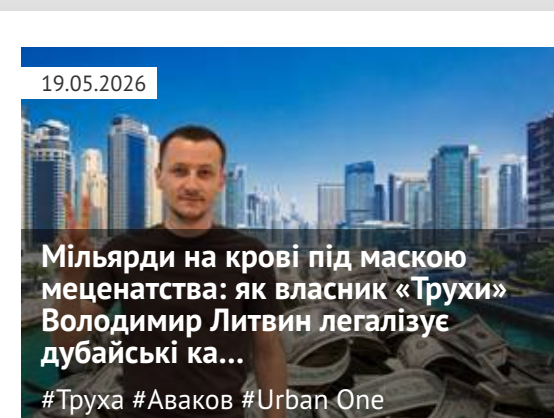 19.05.2026
Мільярди на крові під маскою
меценатства: як власник «Трухи»
Володимир Литвин легалізує
дубайські ка...
#Труха #Аваков #Urban One